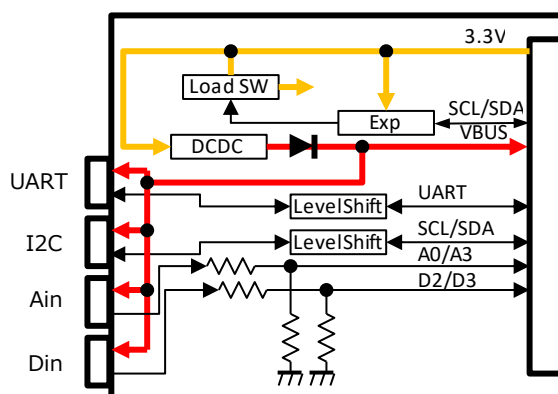 3.3V
Load SW
Exp
SCL/SDA
DCDC
VBUS
UART
LevelShift
UART
I2C
LevelShift
SCL/SDA
A0/A3
Ain
D2/D3
Din